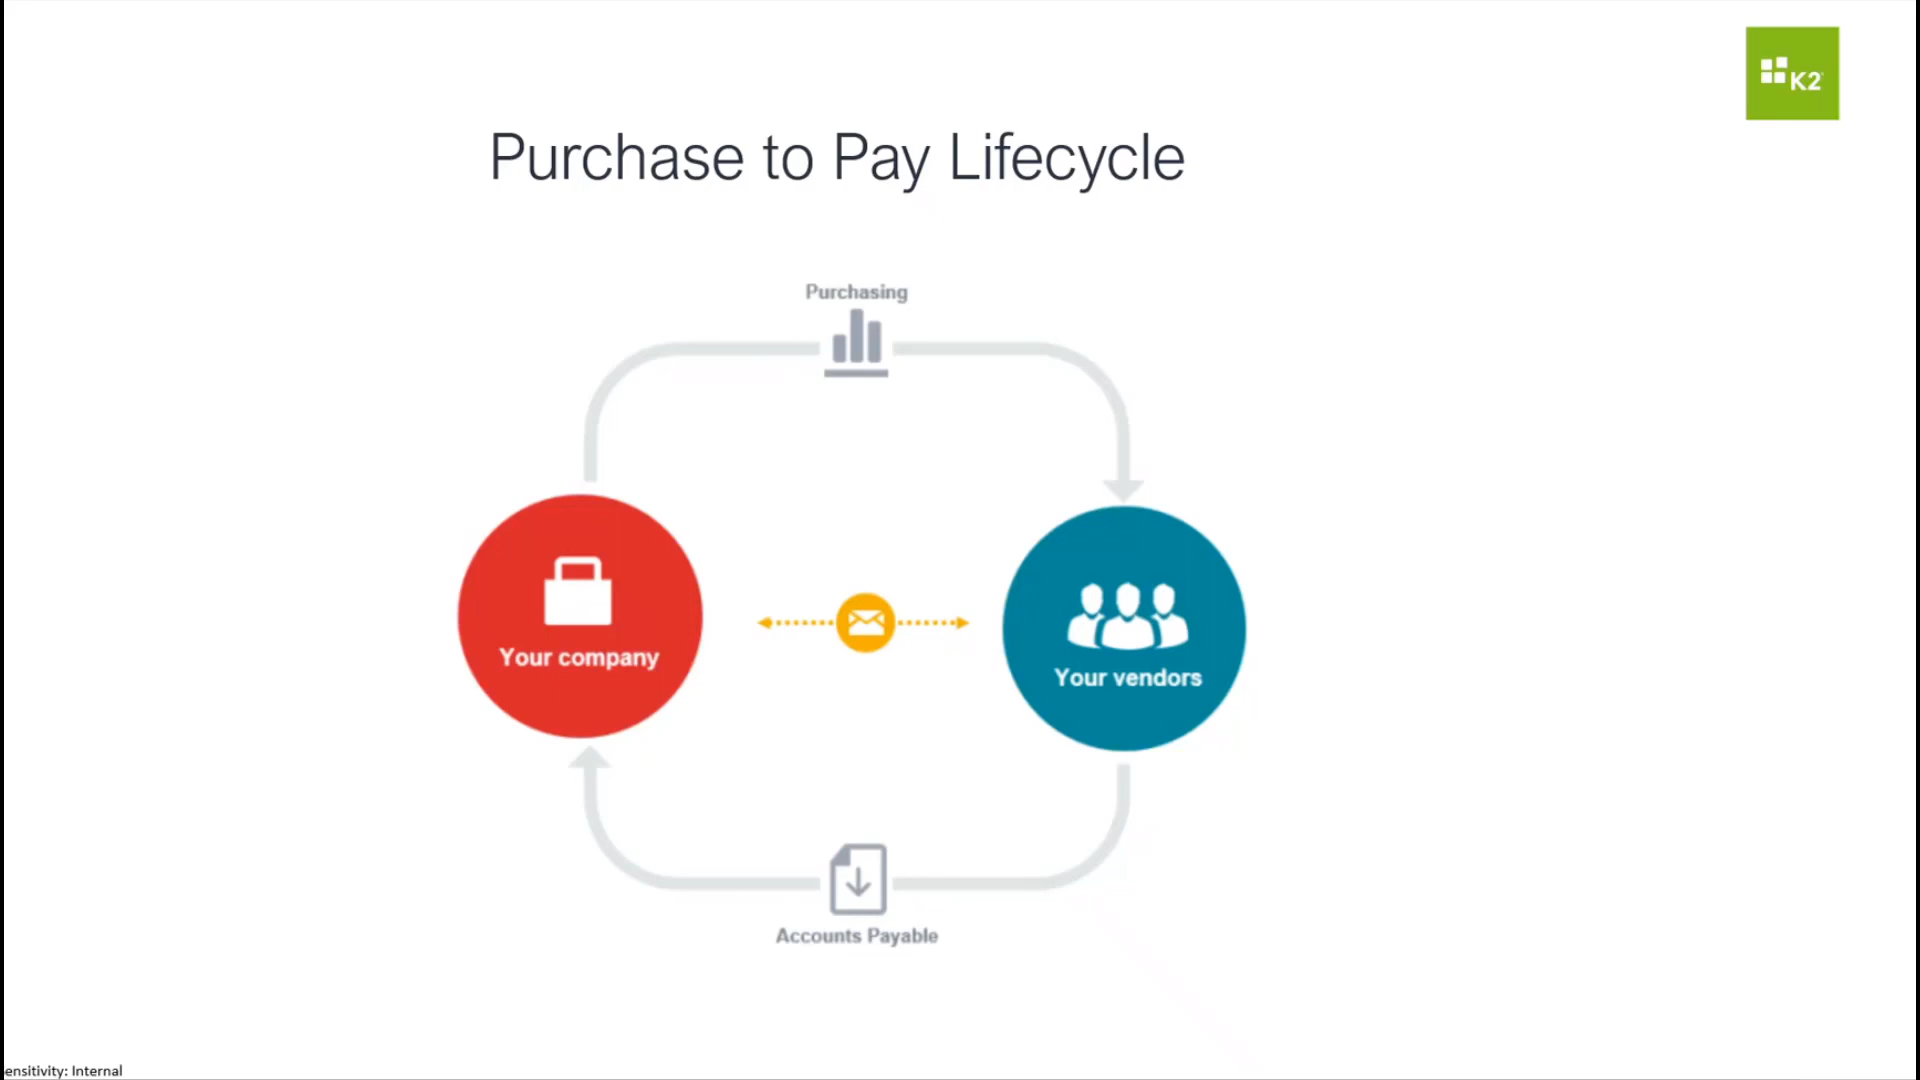 K2
Purchase to Pay Lifecycle
Purchasing
Your company
Your vendors
Accounts Payable
ensitivity: Internal